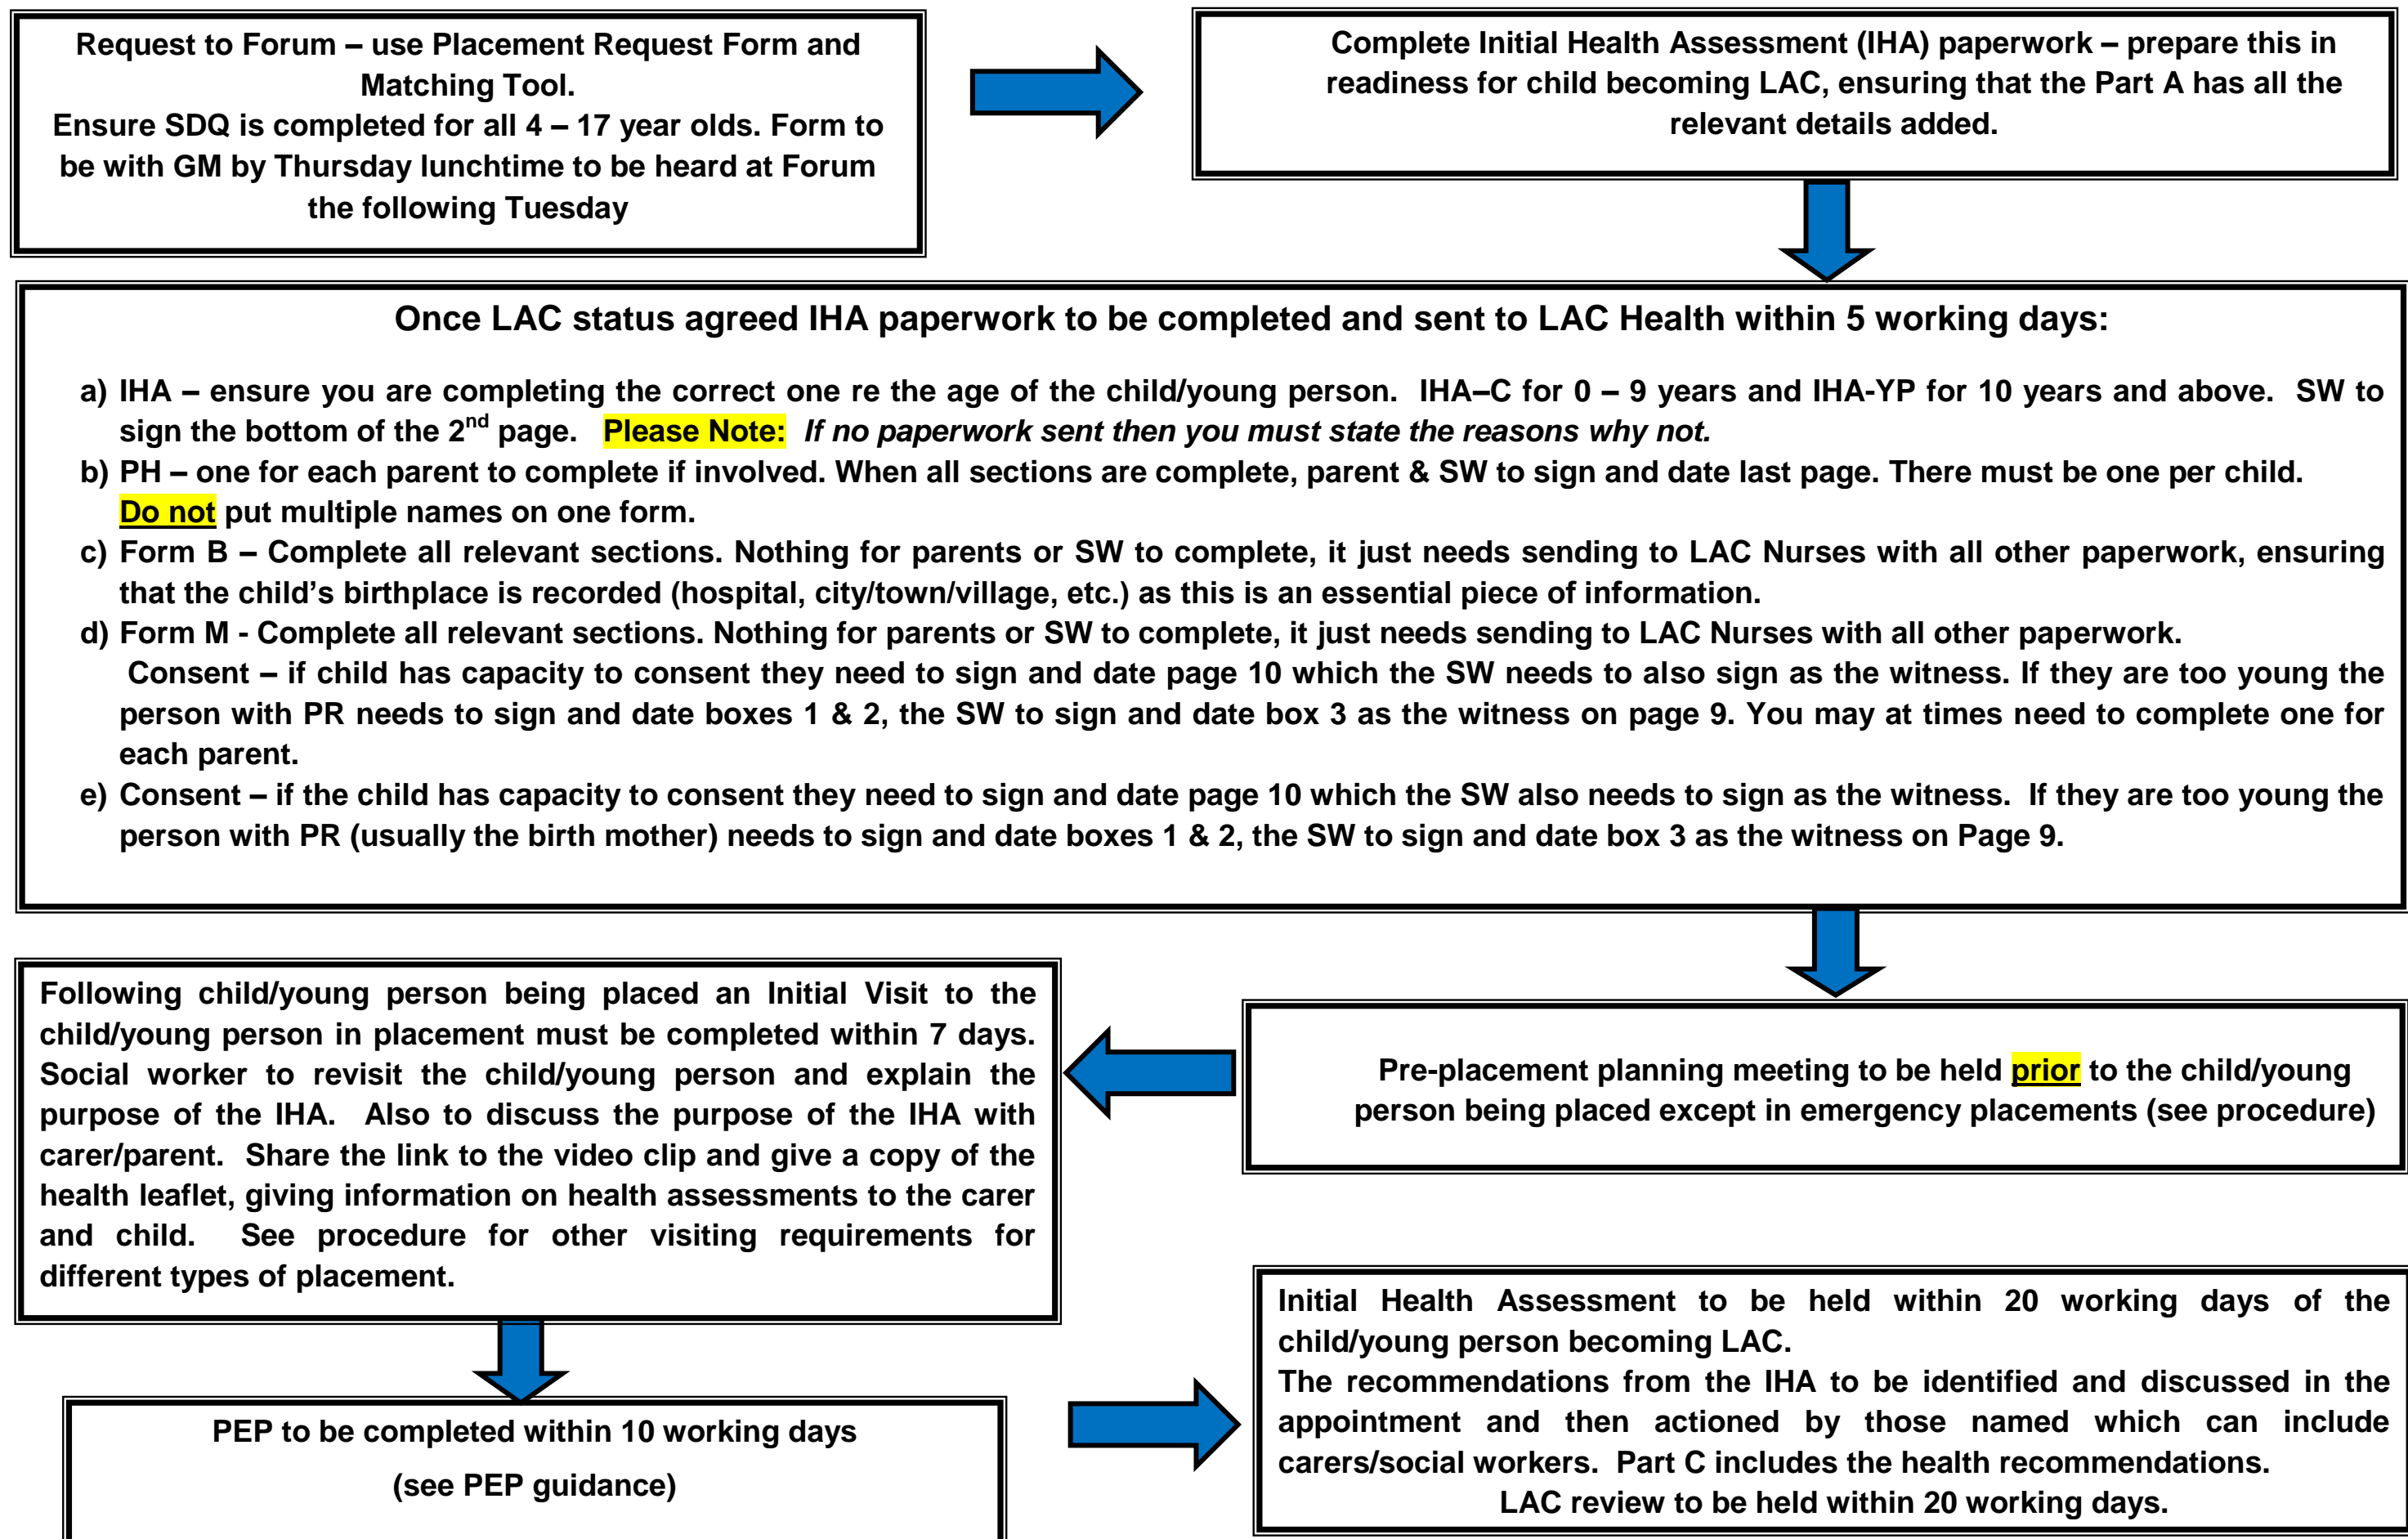 Request to Forum – use Placement Request Form and
Matching Tool.
Ensure SDQ is completed for all 4 – 17 year olds. Form to
be with GM by Thursday lunchtime to be heard at Forum
the following Tuesday
Complete Initial Health Assessment (IHA) paperwork – prepare this in
readiness for child becoming LAC, ensuring that the Part A has all the
relevant details added.
Once LAC status agreed IHA paperwork to be completed and sent to LAC Health within 5 working days:
a) IHA – ensure you are completing the correct one re the age of the child/young person. IHA–C for 0 – 9 years and IHA-YP for 10 years and above. SW to
sign the bottom of the 2nd page. Please Note: If no paperwork sent then you must state the reasons why not.
b) PH – one for each parent to complete if involved. When all sections are complete, parent & SW to sign and date last page. There must be one per child.
Do not put multiple names on one form.
c) Form B – Complete all relevant sections. Nothing for parents or SW to complete, it just needs sending to LAC Nurses with all other paperwork, ensuring
that the child's birthplace is recorded (hospital, city/town/village, etc.) as this is an essential piece of information.
d) Form M - Complete all relevant sections. Nothing for parents or SW to complete, it just needs sending to LAC Nurses with all other paperwork.
Consent – if child has capacity to consent they need to sign and date page 10 which the SW needs to also sign as the witness. If they are too young the
person with PR needs to sign and date boxes 1 & 2, the SW to sign and date box 3 as the witness on page 9. You may at times need to complete one for
each parent.
e) Consent – if the child has capacity to consent they need to sign and date page 10 which the SW also needs to sign as the witness. If they are too young the
person with PR (usually the birth mother) needs to sign and date boxes 1 & 2, the SW to sign and date box 3 as the witness on Page 9.
Pre-placement planning meeting to be held prior to the child/young
person being placed except in emergency placements (see procedure)
Following child/young person being placed an Initial Visit to the
child/young person in placement must be completed within 7 days.
Social worker to revisit the child/young person and explain the
purpose of the IHA. Also to discuss the purpose of the IHA with
carer/parent. Share the link to the video clip and give a copy of the
health leaflet, giving information on health assessments to the carer
and child. See procedure for other visiting requirements for
different types of placement.
PEP to be completed within 10 working days
(see PEP guidance)
Initial Health Assessment to be held within 20 working days of the
child/young person becoming LAC.
The recommendations from the IHA to be identified and discussed in the
appointment and then actioned by those named which can include
carers/social workers. Part C includes the health recommendations.
LAC review to be held within 20 working days.